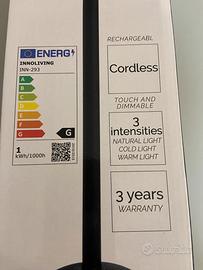 ENERG
INNOLIVING
INN-293
A
B
C
D
E
F
G
G
1
kWh/1000h
RECHARGEABL
Cordless
TOUCH AND
DIMMABLE
3
intensities
NATURAL LIGHT
COLD LIGHT
WARM LIGHT
3 years
WARRANTY
subito